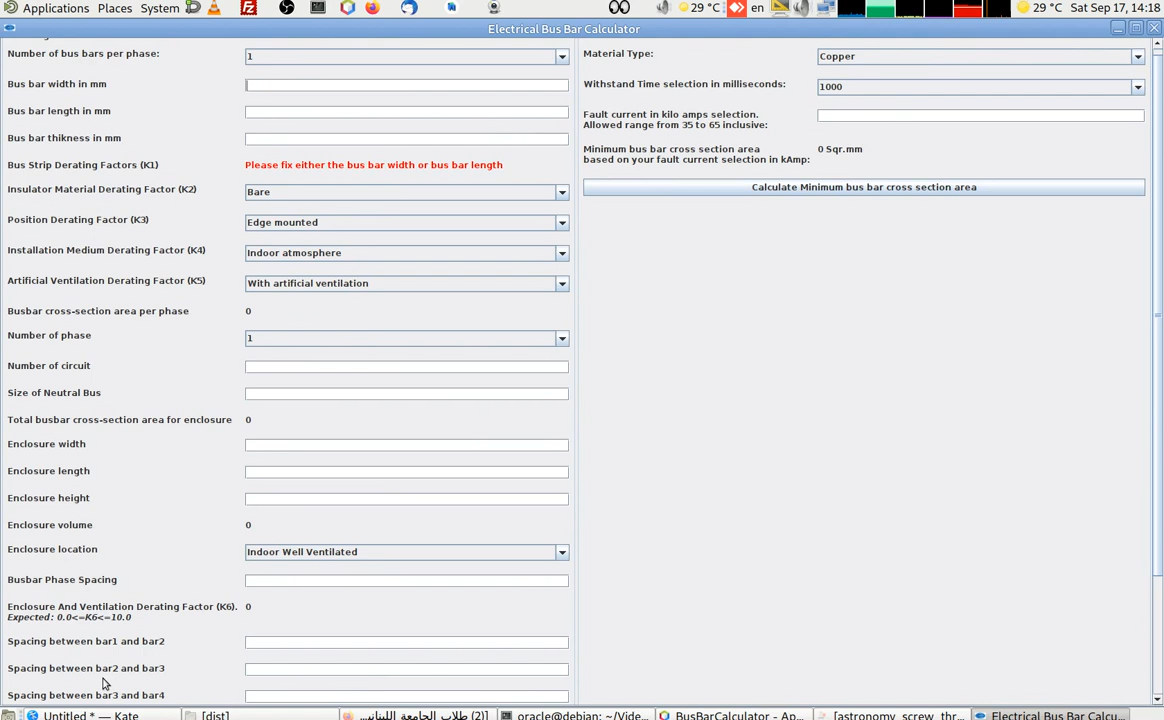 Applications Places System 29 °C en 29 °C Sat Sep 17, 14:18
Electrical Bus Bar Calculator
Number of bus bars per phase: 1
Bus bar width in mm
Bus bar length in mm
Bus bar thikness in mm
Bus Strip Derating Factors (K1) Please fix either the bus bar width or bus bar length
Insulator Material Derating Factor (K2) Bare
Position Derating Factor (K3) Edge mounted
Installation Medium Derating Factor (K4) Indoor atmosphere
Artificial Ventilation Derating Factor (K5) With artificial ventilation
Busbar cross-section area per phase 0
Number of phase 1
Number of circuit
Size of Neutral Bus
Total busbar cross-section area for enclosure 0
Enclosure width
Enclosure length
Enclosure height
Enclosure volume 0
Enclosure location Indoor Well Ventilated
Busbar Phase Spacing
Enclosure And Ventilation Derating Factor (K6). 0
Expected: 0.0<=K6<=10.0
Spacing between bar1 and bar2
Spacing between bar2 and bar3
Spacing between bar3 and bar4
Material Type: Copper
Withstand Time selection in milliseconds: 1000
Fault current in kilo amps selection.
Allowed range from 35 to 65 inclusive:
Minimum bus bar cross section area 0 Sqr.mm
based on your fault current selection in kAmp:
Calculate Minimum bus bar cross section area
Untitled * — Kate [dist] (2)] طلاب الجامعة اللبناني... oracle@debian: ~/Vide... BusBarCalculator - Ap... [astronomy_screw_thr... Electrical Bus Bar Calcu...